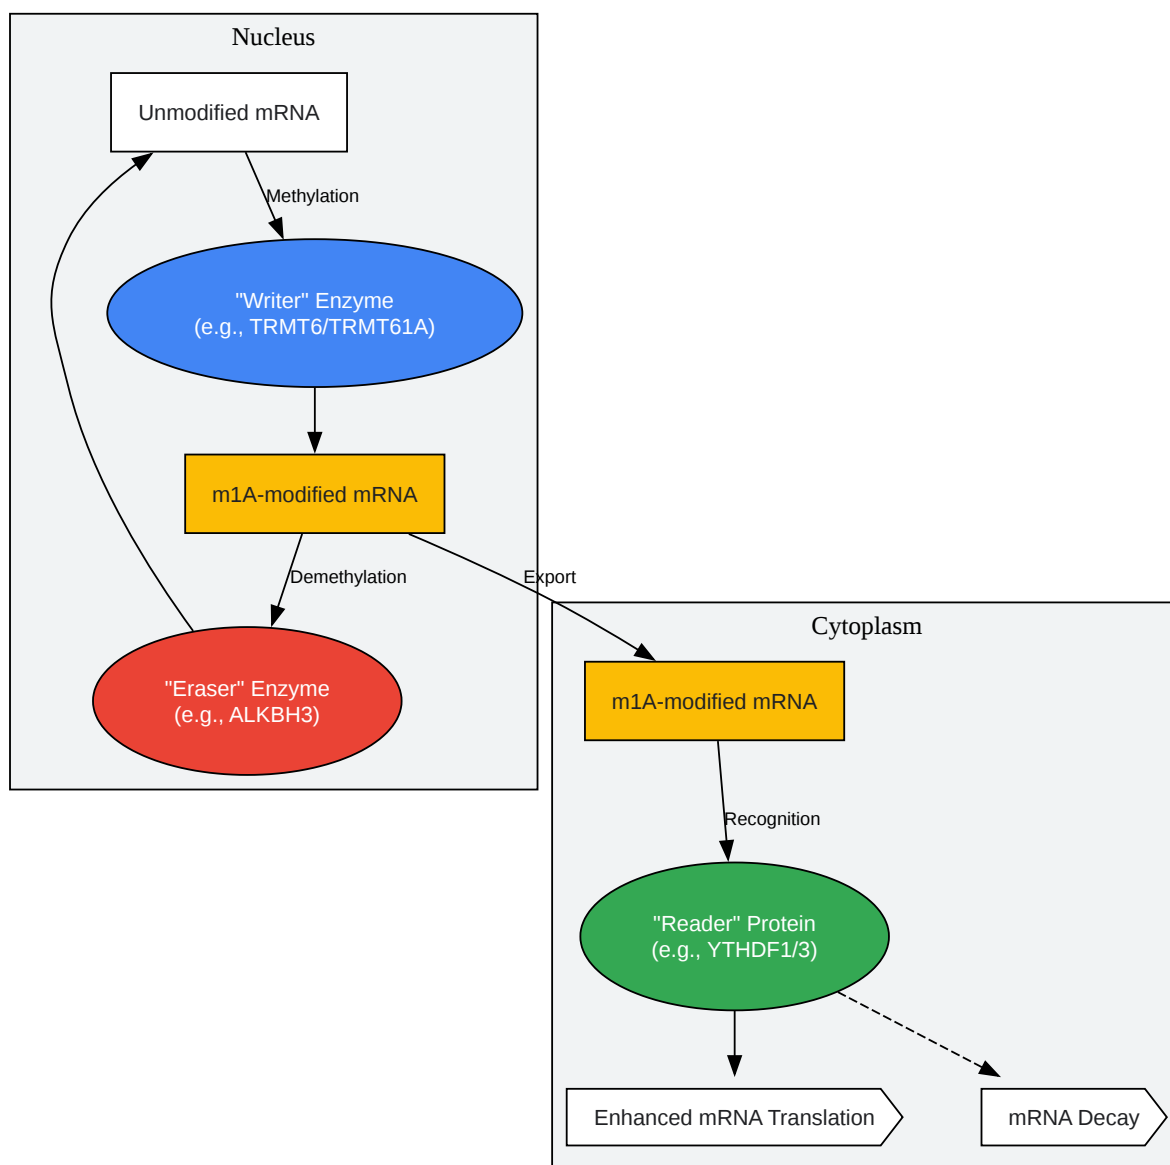 Nucleus
Unmodified mRNA
Methylation
"Writer" Enzyme
(e.g., TRMT6/TRMT61A)
m1A-modified mRNA
Demethylation
Export
"Eraser" Enzyme
(e.g., ALKBH3)
Cytoplasm
m1A-modified mRNA
Recognition
"Reader" Protein
(e.g., YTHDF1/3)
Enhanced mRNA Translation
mRNA Decay